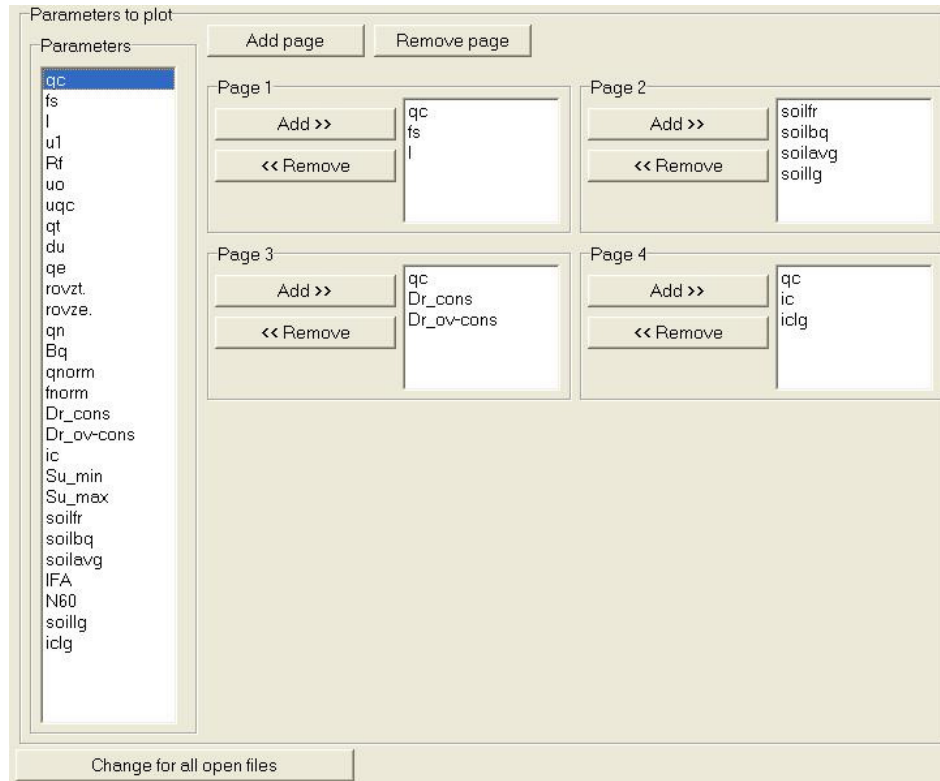 Parameters to plot
Parameters
qc
fs
I
u1
Rf
uo
uqc
qt
du
qe
rovzt.
rovze.
qn
Bq
qnorm
fnorm
Dr_cons
Dr_ov-cons
ic
Su_min
Su_max
soilfr
soilbq
soilavg
IFA
N60
soillg
iclg
Add page
Remove page
Page 1
Add >>
<< Remove
qc
fs
I
Page 2
Add >>
<< Remove
soilfr
soilbq
soilavg
soillg
Page 3
Add >>
<< Remove
qc
Dr_cons
Dr_ov-cons
Page 4
Add >>
<< Remove
qc
ic
iclg
Change for all open files